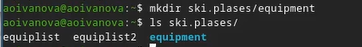 aoivanova@aoivanova:~$ mkdir ski.plases/equipment
aoivanova@aoivanova:~$ ls ski.plases/
equiplist  equiplist2  equipment